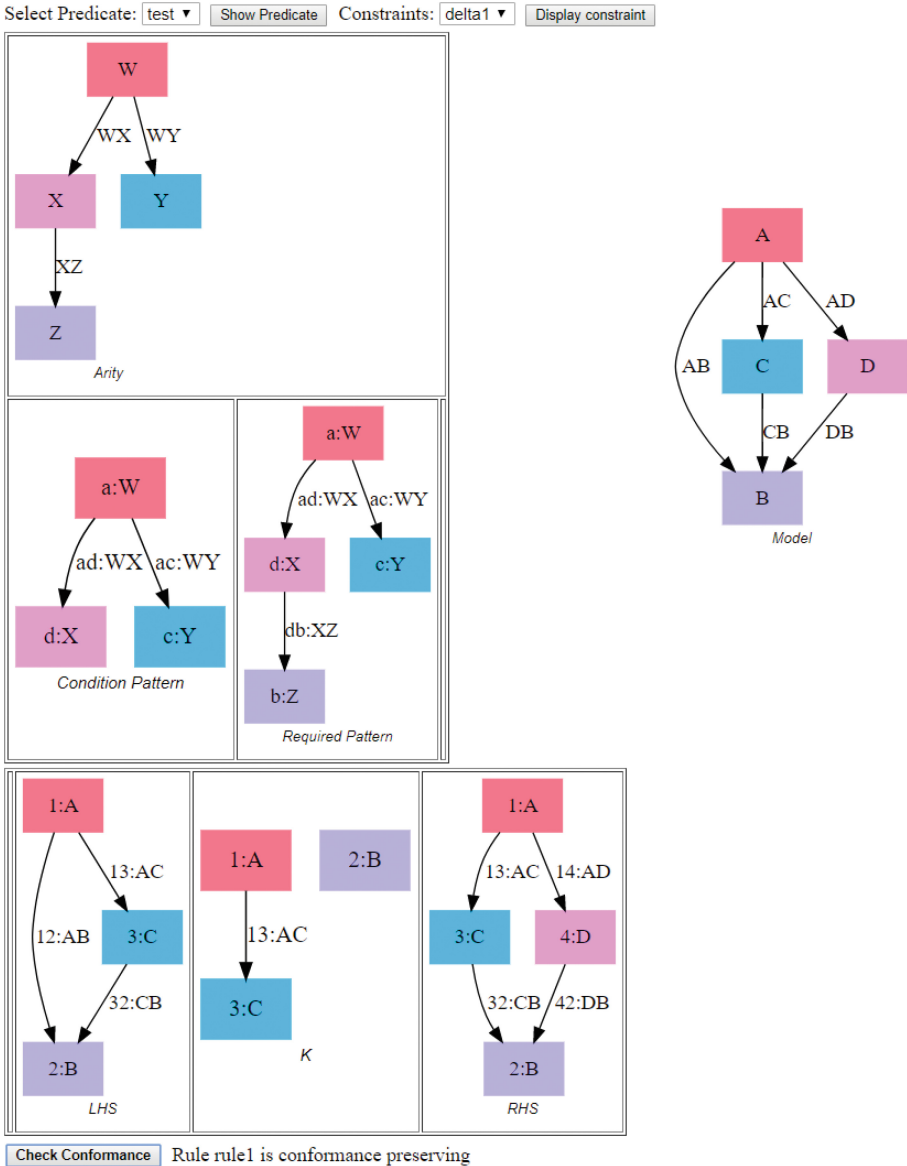 Select Predicate: test ▼ Show Predicate Constraints: delta1 ▼ Display constraint
W
WX WY
X Y
XZ
Z
Arity
A
AC AD
AB C D
CB DB
B
Model
a:W
ad:WX ac:WY
d:X c:Y
Condition Pattern
a:W
ad:WX ac:WY
d:X c:Y
db:XZ
b:Z
Required Pattern
1:A
13:AC
12:AB 3:C
32:CB
2:B
LHS
1:A 2:B
13:AC
3:C
K
1:A
13:AC 14:AD
3:C 4:D
32:CB 42:DB
2:B
RHS
Check Conformance Rule rule1 is conformance preserving